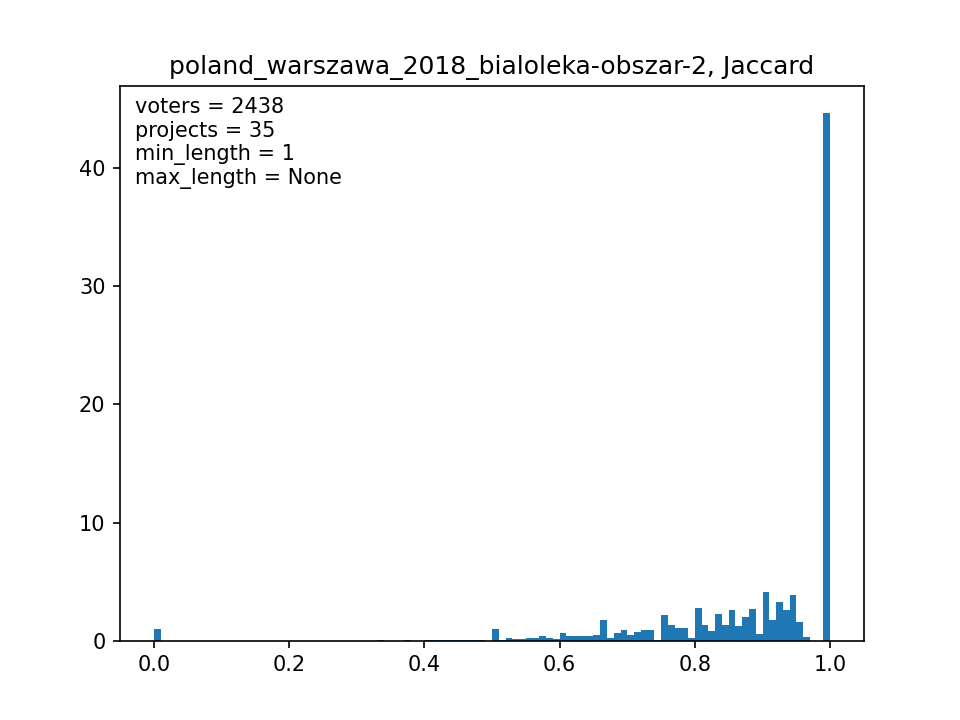 poland_warszawa_2018_bialoleka-obszar-2, Jaccard
voters = 2438
projects = 35
min_length = 1
max_length = None
40
30
20
10
0
0.0 0.2 0.4 0.6 0.8 1.0